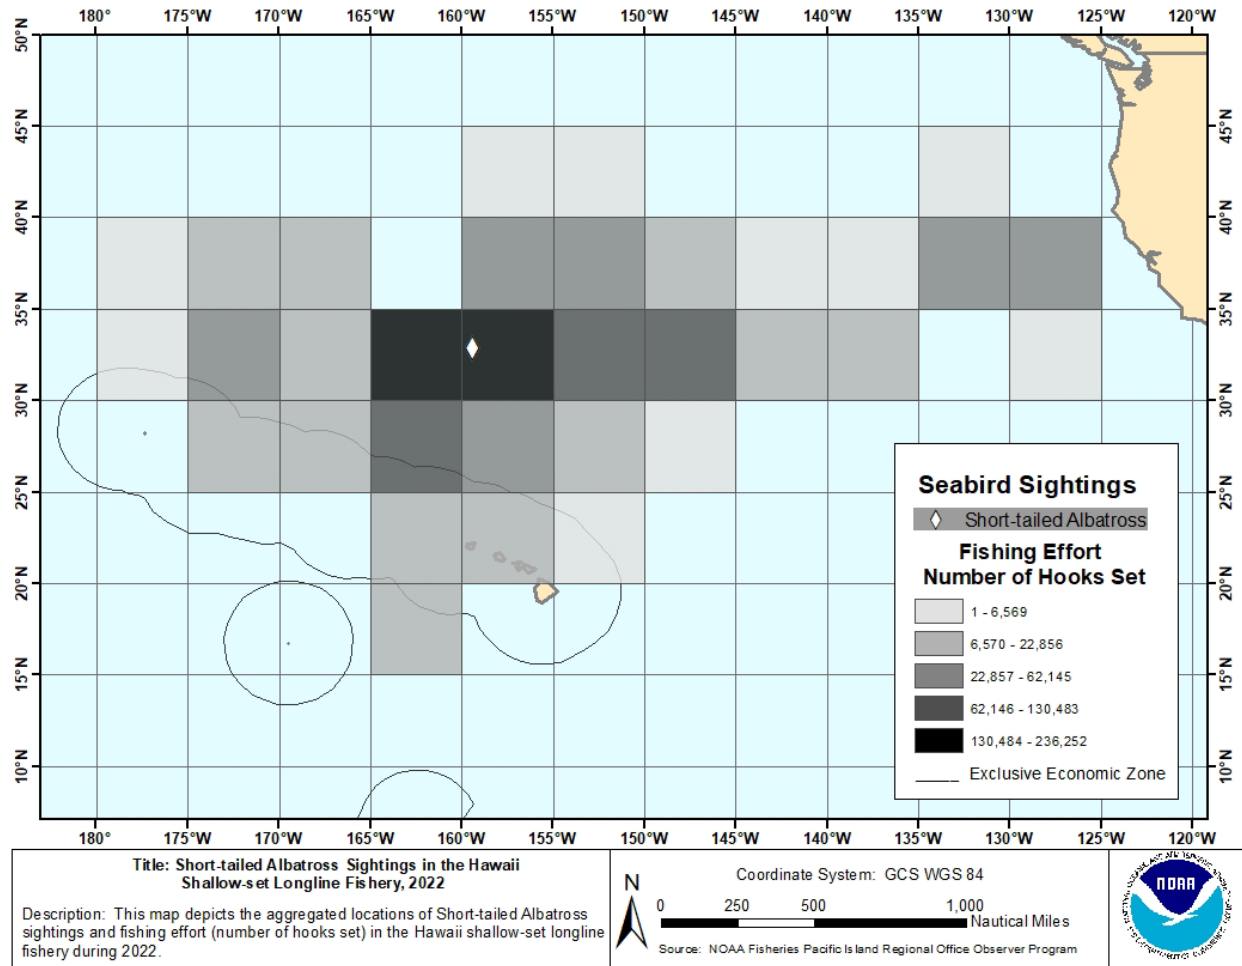 180° 175°W 170°W 165°W 160°W 155°W 150°W 145°W 140°W 135°W 130°W 125°W 120°W
50°N
45°N 45°N
40°N 40°N
35°N 35°N
30°N 30°N
25°N 25°N
20°N 20°N
15°N 15°N
10°N 10°N
Seabird Sightings
Short-tailed Albatross
Fishing Effort
Number of Hooks Set
1 - 6,569
6,570 - 22,856
22,857 - 62,145
62,146 - 130,483
130,484 - 236,252
Exclusive Economic Zone
180° 175°W 170°W 165°W 160°W 155°W 150°W 145°W 140°W 135°W 130°W 125°W 120°W
Title: Short-tailed Albatross Sightings in the Hawaii
Shallow-set Longline Fishery, 2022
Description: This map depicts the aggregated locations of Short-tailed Albatross
sightings and fishing effort (number of hooks set) in the Hawaii shallow-set longline
fishery during 2022.
N
Coordinate System: GCS WGS 84
0 250 500 1,000
Nautical Miles
Source: NOAA Fisheries Pacific Island Regional Office Observer Program
NOAA